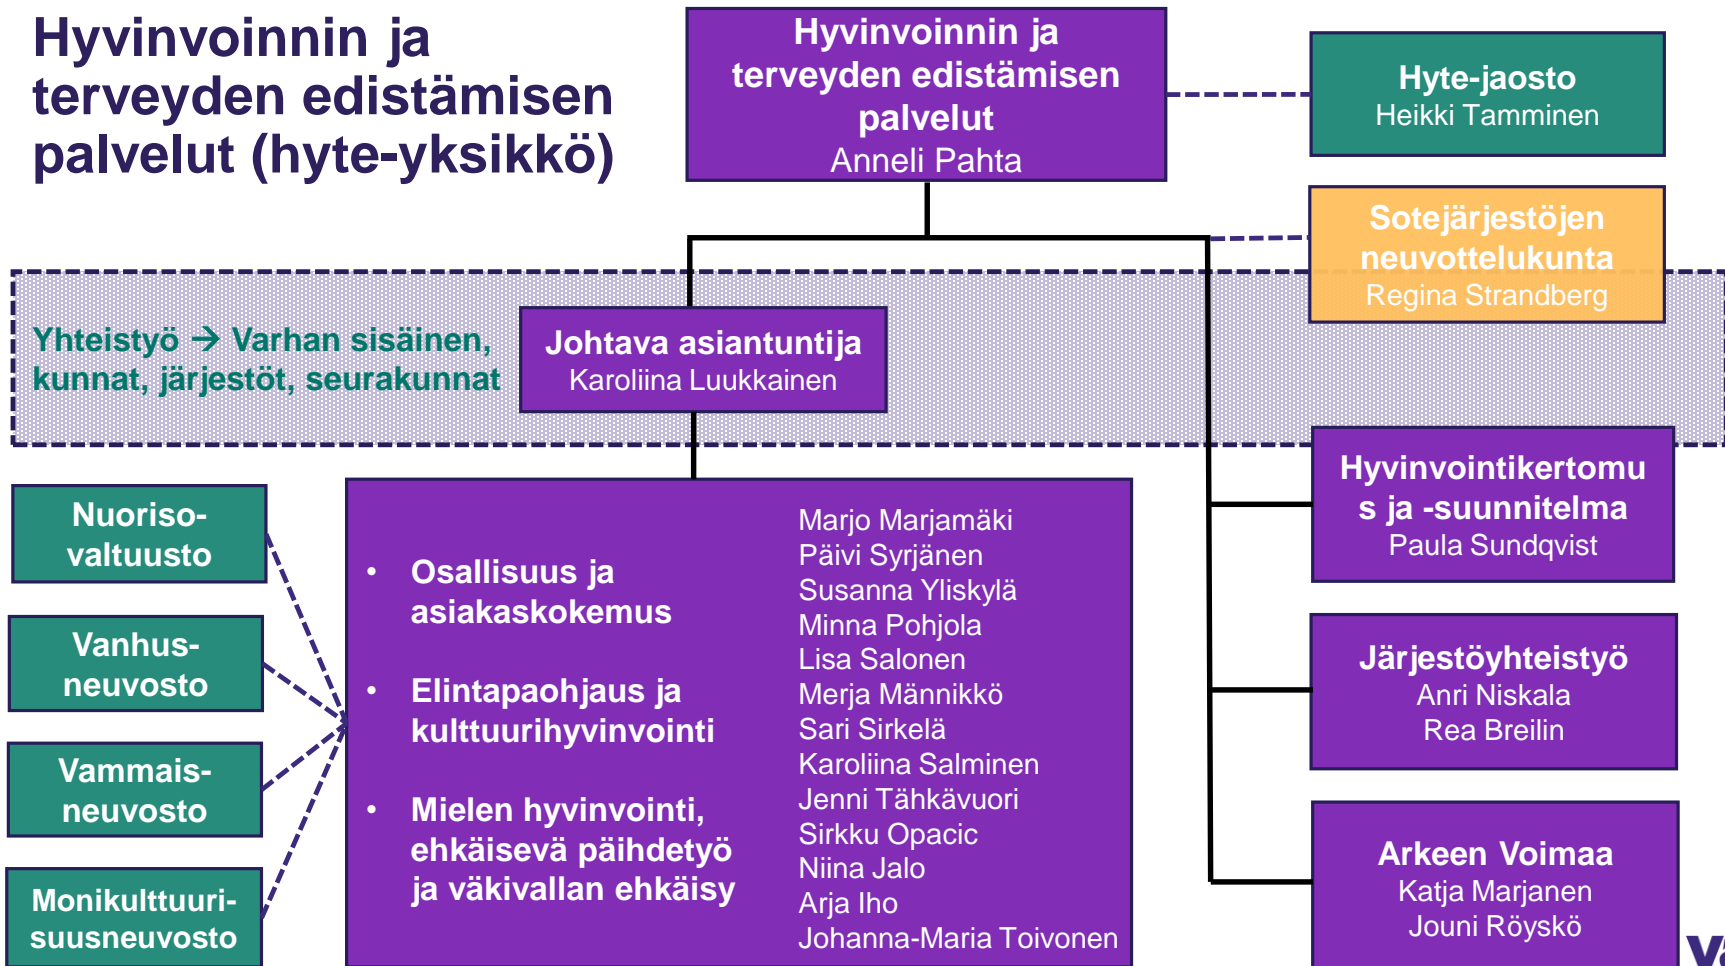 Hyvinvoinnin ja
terveyden edistämisen
palvelut (hyte-yksikkö)
Hyvinvoinnin ja
terveyden edistämisen
palvelut
Anneli Pahta
Hyte-jaosto
Heikki Tamminen
Sotejärjestöjen
neuvottelukunta
Regina Strandberg
Yhteistyö → Varhan sisäinen,
kunnat, järjestöt, seurakunnat
Johtava asiantuntija
Karoliina Luukkainen
Nuoriso-
valtuusto
Vanhus-
neuvosto
Vammais-
neuvosto
Monikulttuuri-
suusneuvosto
• Osallisuus ja
asiakaskokemus
• Elintapaohjaus ja
kulttuurihyvinvointi
• Mielen hyvinvointi,
ehkäisevä päihdetyö
ja väkivallan ehkäisy
Marjo Marjamäki
Päivi Syrjänen
Susanna Yliskylä
Minna Pohjola
Lisa Salonen
Merja Männikkö
Sari Sirkelä
Karoliina Salminen
Jenni Tähkävuori
Sirkku Opacic
Niina Jalo
Arja Iho
Johanna-Maria Toivonen
Hyvinvointikertomu
s ja -suunnitelma
Paula Sundqvist
Järjestöyhteistyö
Anri Niskala
Rea Breilin
Arkeen Voimaa
Katja Marjanen
Jouni Röyskö